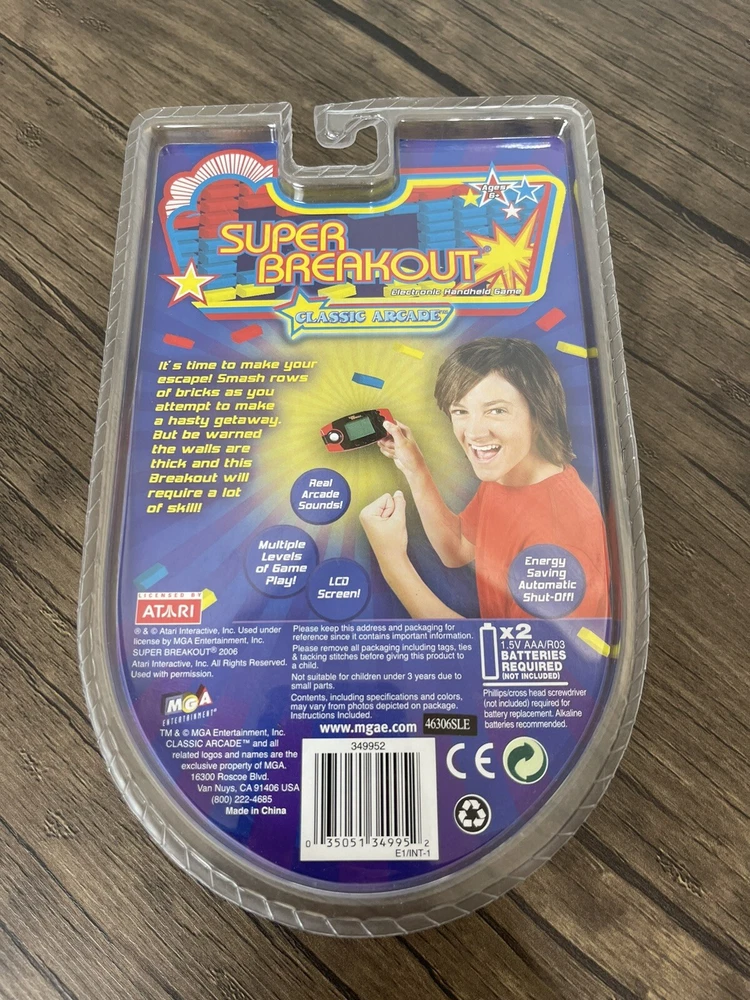 Ages
8+
SUPER
BREAKOUT
Electronic Handheld Game
CLASSIC ARCADE™
It's time to make your
escape! Smash rows
of bricks as you
attempt to make
a hasty getaway.
But be warned
the walls are
thick and this
Breakout will
require a lot
of skill!
Real
Arcade
Sounds!
Multiple
Levels
of Game
Play!
LCD
Screen!
Energy
Saving
Automatic
Shut-Off!
LICENSED BY
ATARI
® & © Atari Interactive, Inc. Used under
license by MGA Entertainment, Inc.
SUPER BREAKOUT® 2006
Atari Interactive, Inc. All Rights Reserved.
Used with permission.
MGA
ENTERTAINMENT
TM & © MGA Entertainment, Inc.
CLASSIC ARCADE™ and all
related logos and names are the
exclusive property of MGA.
16300 Roscoe Blvd.
Van Nuys, CA 91406 USA
(800) 222-4685
Made in China
Please keep this address and packaging for
reference since it contains important information.
Please remove all packaging including tags, ties
& tacking stitches before giving this product to
a child.
Not suitable for children under 3 years due to
small parts.
Contents, including specifications and colors,
may vary from photos depicted on package.
Instructions Included.
www.mgae.com
46306SLE
x2
1.5V AAA/R03
BATTERIES
REQUIRED
(NOT INCLUDED)
Phillips/cross head screwdriver
(not included) required for
battery replacement. Alkaline
batteries recommended.
349952
0 35051 34995 2
E1/INT-1
CE